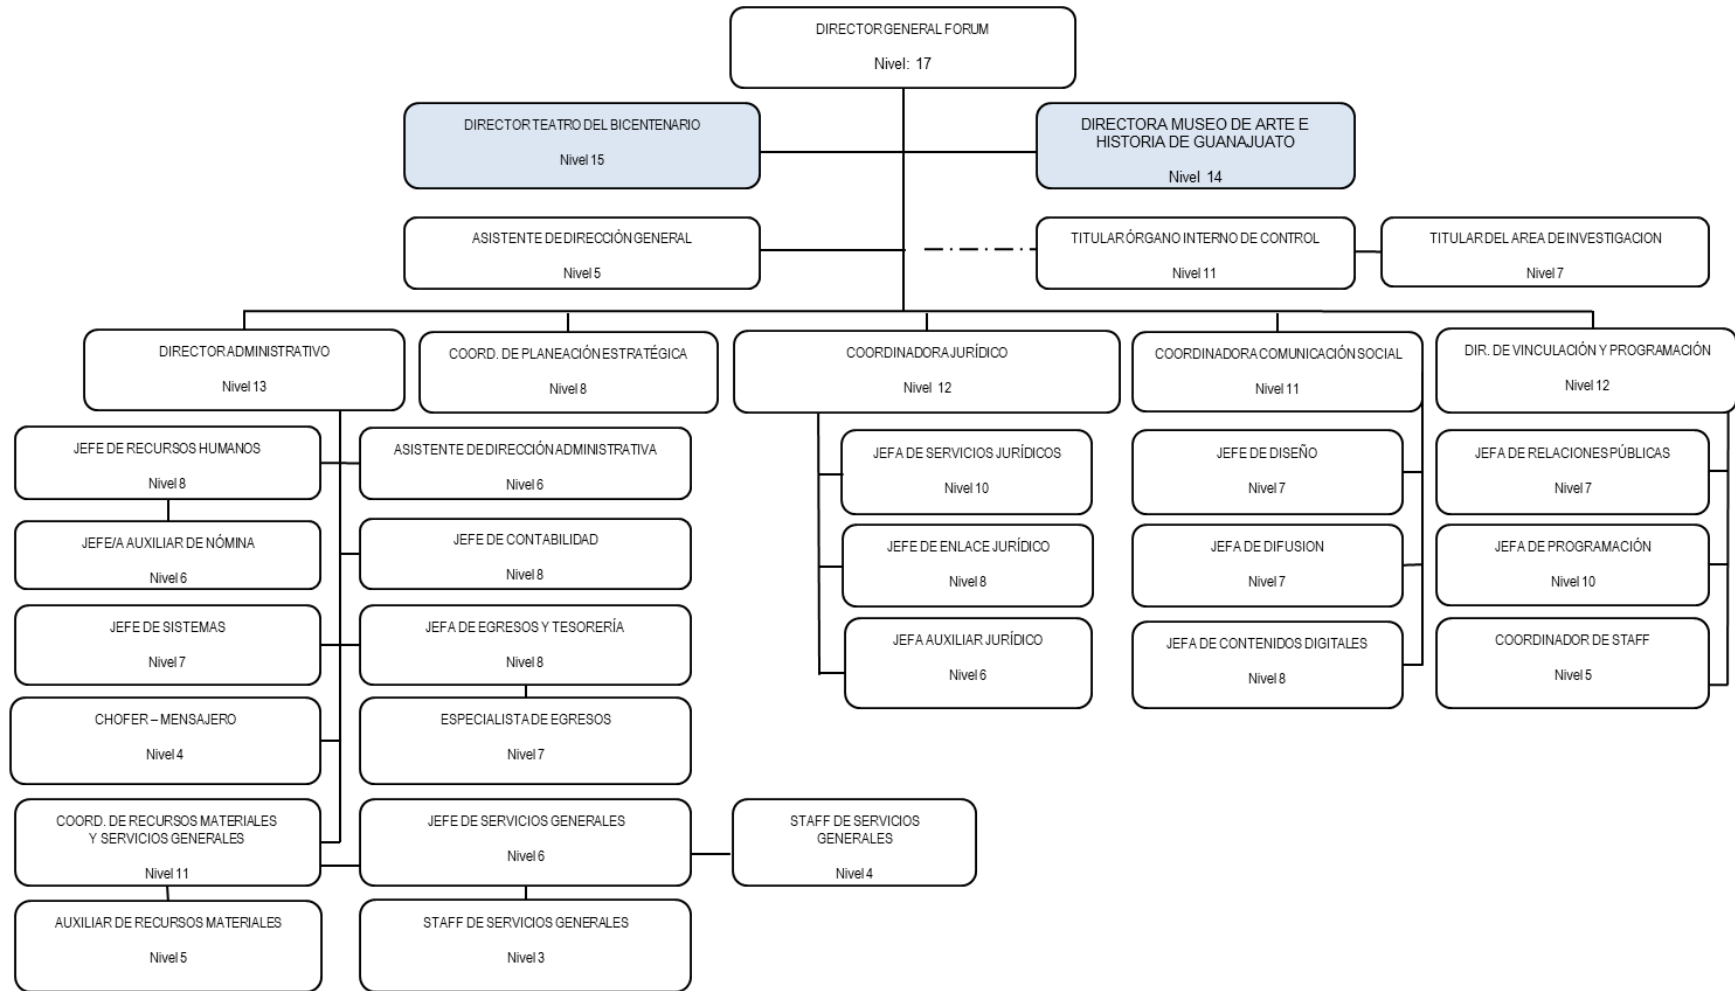 DIRECTOR GENERAL FORUM
Nivel: 17
DIRECTOR TEATRO DEL BICENTENARIO
Nivel 15
DIRECTORA MUSEO DE ARTE E
HISTORIA DE GUANAJUATO
Nivel 14
ASISTENTE DE DIRECCIÓN GENERAL
Nivel 5
TITULAR ÓRGANO INTERNO DE CONTROL
Nivel 11
TITULAR DEL AREA DE INVESTIGACION
Nivel 7
DIRECTOR ADMINISTRATIVO
Nivel 13
COORD. DE PLANEACIÓN ESTRATÉGICA
Nivel 8
COORDINADORA JURÍDICO
Nivel 12
COORDINADORA COMUNICACIÓN SOCIAL
Nivel 11
DIR. DE VINCULACIÓN Y PROGRAMACIÓN
Nivel 12
JEFE DE RECURSOS HUMANOS
Nivel 8
ASISTENTE DE DIRECCIÓN ADMINISTRATIVA
Nivel 6
JEFA DE SERVICIOS JURÍDICOS
Nivel 10
JEFE DE DISEÑO
Nivel 7
JEFA DE RELACIONES PÚBLICAS
Nivel 7
JEFE/A AUXILIAR DE NÓMINA
Nivel 6
JEFE DE CONTABILIDAD
Nivel 8
JEFE DE ENLACE JURÍDICO
Nivel 8
JEFA DE DIFUSION
Nivel 7
JEFA DE PROGRAMACIÓN
Nivel 10
JEFE DE SISTEMAS
Nivel 7
JEFA DE EGRESOS Y TESORERÍA
Nivel 8
JEFA AUXILIAR JURÍDICO
Nivel 6
JEFA DE CONTENIDOS DIGITALES
Nivel 8
COORDINADOR DE STAFF
Nivel 5
CHOFER – MENSAJERO
Nivel 4
ESPECIALISTA DE EGRESOS
Nivel 7
COORD. DE RECURSOS MATERIALES
Y SERVICIOS GENERALES
Nivel 11
JEFE DE SERVICIOS GENERALES
Nivel 6
STAFF DE SERVICIOS
GENERALES
Nivel 4
AUXILIAR DE RECURSOS MATERIALES
Nivel 5
STAFF DE SERVICIOS GENERALES
Nivel 3